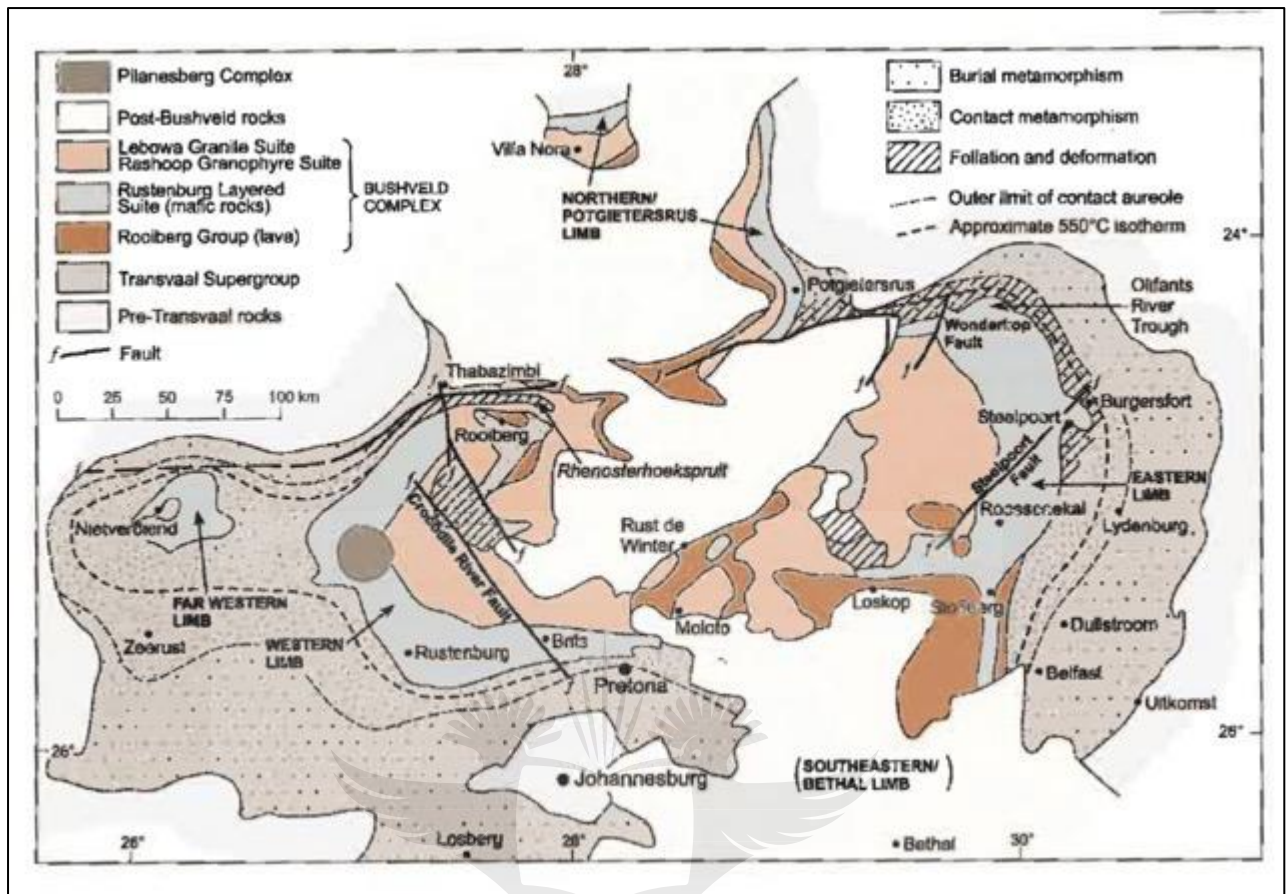 Pilanesberg Complex
Post-Bushveld rocks
Lebowa Granite Suite
Rashoop Granophyre Suite
Rustenburg Layered
Suite (mafic rocks)
Rooiberg Group (lava)
BUSHVELD
COMPLEX
Transvaal Supergroup
Pre-Transvaal rocks
f Fault
0 25 50 75 100 km
28°
Villa Nora
NORTHERN/
POTGIETERSRUS
LIMB
Burial metamorphism
Contact metamorphism
Foliation and deformation
Outer limit of contact aureole
Approximate 550°C isotherm
24°
Potgietersrus
Olifants
River
Trough
Wondertop
Fault
f
f
f
Thabazimbi
f
f
Rooiberg
Rhenosterhoekspruit
Steelpoort
Burgersfort
Steelpoort
Fault
EASTERN
LIMB
Lydenburg
Roossenekal
f
f
Nietverdiend
FAR WESTERN
LIMB
Crocodile River Fault
f
f
Rust de
Winter
Zeerust
WESTERN
LIMB
Rustenburg
Brits
Moloto
Loskop
Stofberg
Dullstroom
Pretoria
f
Belfast
Uitkomst
26°
26°
Johannesburg
SOUTHEASTERN/
BETHAL LIMB
26°
Losberg
28°
Bethal
30°